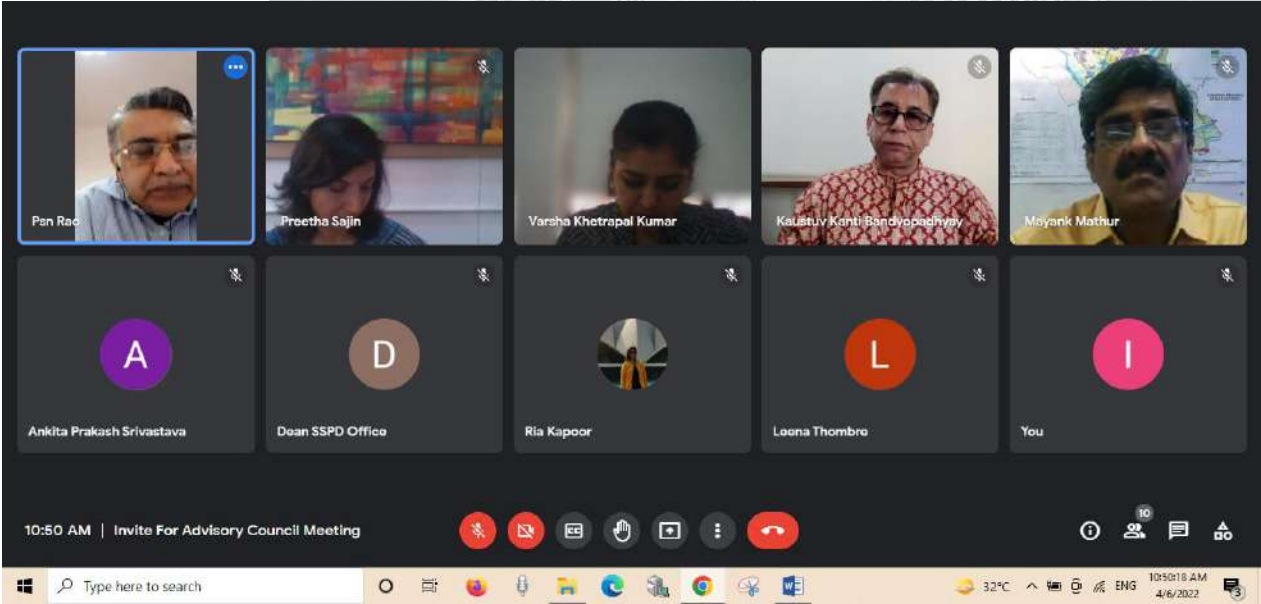 Psn Rao
Preetha Sajin
Varsha Khetrapal Kumar
Kaustuv Kanti Bandyopadhyay
Mayank Mathur
A
D
L
I
Ankita Prakash Srivastava
Dean SSPD Office
Ria Kapoor
Leena Thombre
You
10:50 AM | Invite For Advisory Council Meeting
CC
10
Type here to search
32°C
ENG
10:50:18 AM
4/6/2022
3